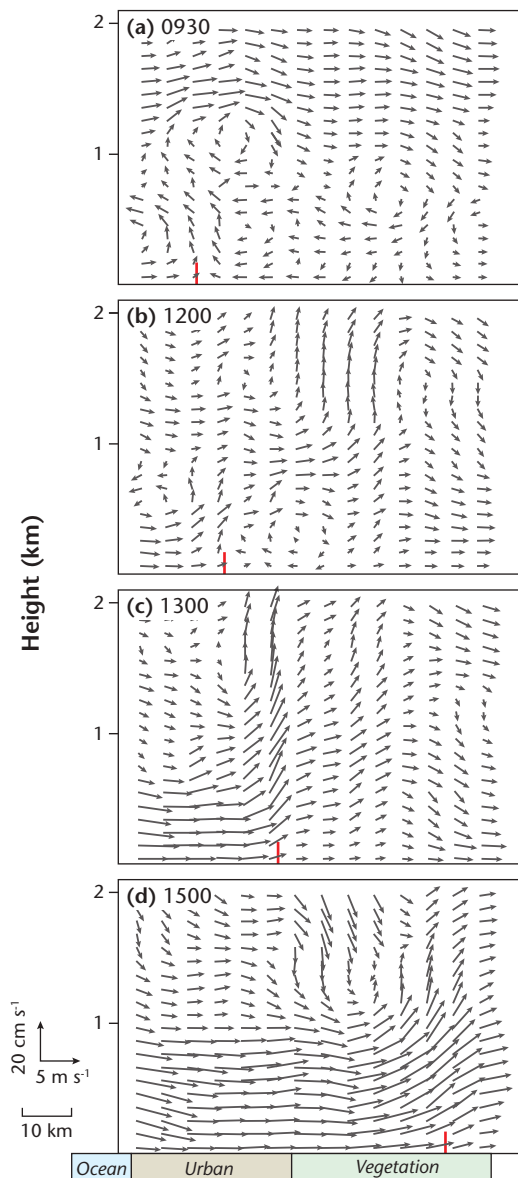 (a) 0930
2
1
(b) 1200
2
1
Height (km)
(c) 1300
2
1
(d) 1500
2
1
20 cm s-1
5 m s-1
10 km
Ocean Urban Vegetation